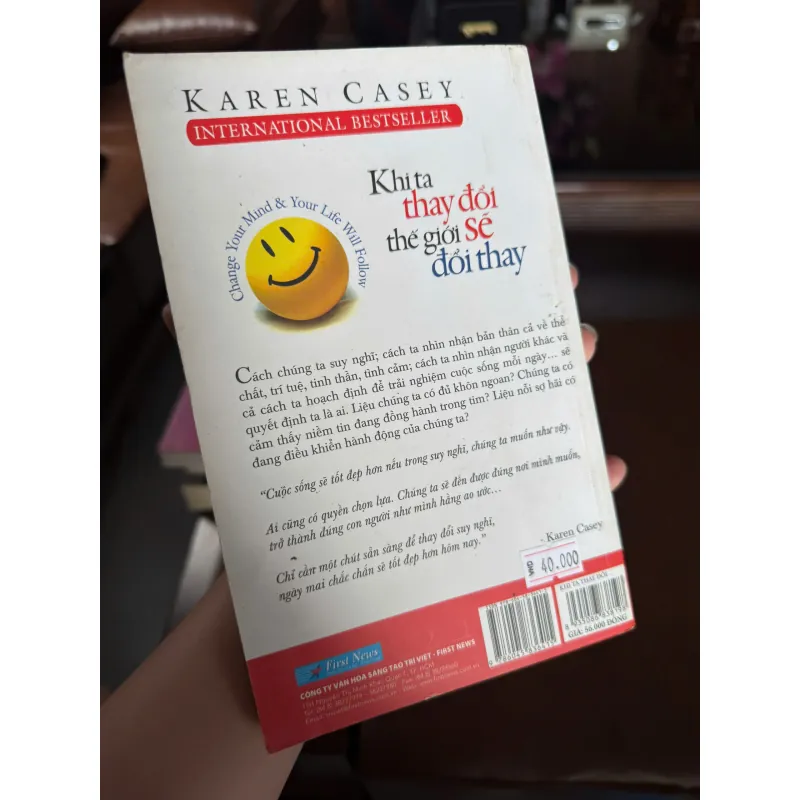 KAREN CASEY
INTERNATIONAL BESTSELLER
Change Your Mind & Your Life Will Follow
Khi ta
thay đổi
thế giới sẽ
đổi thay
Cách chúng ta suy nghĩ; cách ta nhìn nhận bản thân cả về thể
chất, trí tuệ, tinh thần, tình cảm; cách ta nhìn nhận người khác và
cả cách ta hoạch định để trải nghiệm cuộc sống mỗi ngày... sẽ
quyết định ta là ai. Liệu chúng ta có đủ khôn ngoan? Chúng ta có
cảm thấy niềm tin đang đồng hành trong tim? Liệu nỗi sợ hãi có
đang điều khiển hành động của chúng ta?
“Cuộc sống sẽ tốt đẹp hơn nếu trong suy nghĩ, chúng ta muốn như vậy.
Ai cũng có quyền chọn lựa. Chúng ta sẽ đến được đúng nơi mình muốn,
trở thành đúng con người như mình hằng ao ước...
Chỉ cần một chút sẵn sàng để thay đổi suy nghĩ,
ngày mai chắc chắn sẽ tốt đẹp hơn hôm nay.”
- Karen Casey
VND 40.000
KHI TA THAY ĐỔI
GIÁ: 56.000 ĐỒNG
First News
CÔNG TY VĂN HÓA SÁNG TẠO TRÍ VIỆT - FIRST NEWS